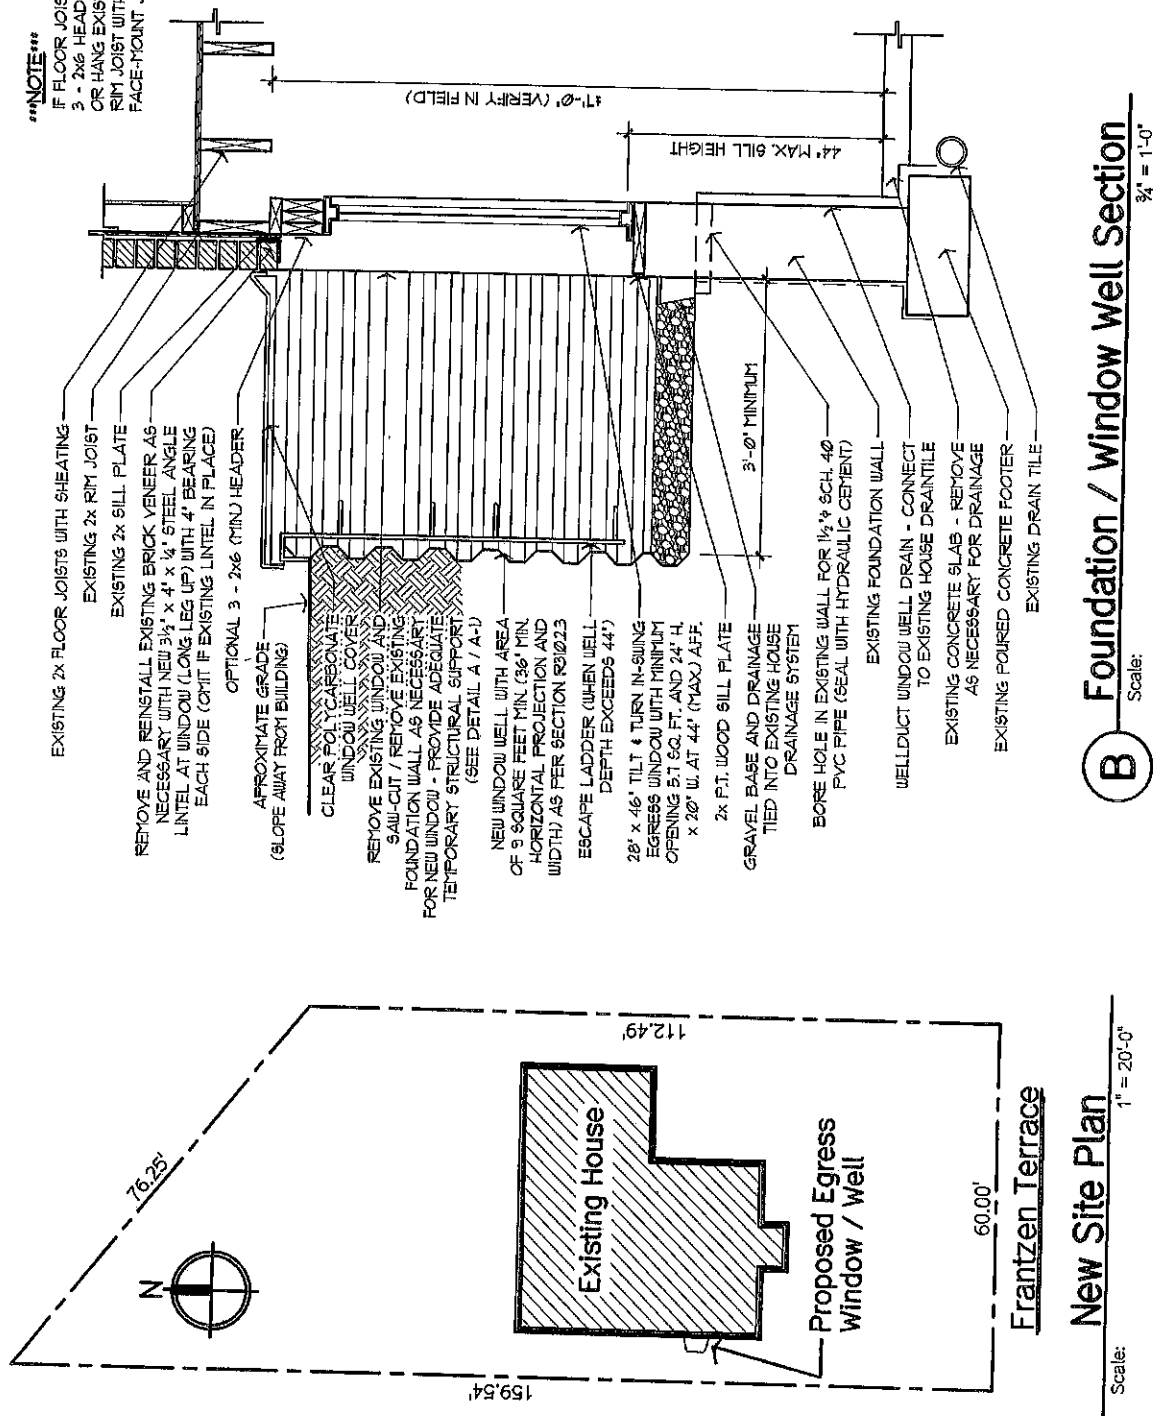 ***NOTE***
IF FLOOR JOIS
3 - 2x6 HEAD
OR HANG EXIS
RIM JOIST WITH
FACE-MOUNT J
EXISTING 2x FLOOR JOISTS WITH SHEATING
EXISTING 2x RIM JOIST
EXISTING 2x SILL PLATE
REMOVE AND REINSTALL EXISTING BRICK VENEER AS
NECESSARY WITH NEW 3½" x 4" x ¼" STEEL ANGLE
LINTEL AT WINDOW (LONG LEG UP) WITH 4" BEARING
EACH SIDE (OMIT IF EXISTING LINTEL IN PLACE)
OPTIONAL 3 - 2x6 (MIN.) HEADER
APROXIMATE GRADE
(SLOPE AWAY FROM BUILDING)
CLEAR POLYCARBONATE
WINDOW WELL COVER
REMOVE EXISTING WINDOW AND
SAW-CUT / REMOVE EXISTING
FOUNDATION WALL AS NECESSARY
FOR NEW WINDOW - PROVIDE ADEQUATE
TEMPORARY STRUCTURAL SUPPORT
(SEE DETAIL A / A-1)
NEW WINDOW WELL WITH AREA
OF 9 SQUARE FEET MIN. (36" MIN.
HORIZONTAL PROJECTION AND
WIDTH) AS PER SECTION R310.2.3
ESCAPE LADDER (WHEN WELL
DEPTH EXCEEDS 44")
28" x 46" TILT & TURN IN-SWING
EGRESS WINDOW WITH MINIMUM
OPENING 5.7 SQ. FT. AND 24" H.
x 20" W. AT 44" (MAX.) A.F.F.
2x P.T. WOOD SILL PLATE
GRAVEL BASE AND DRAINAGE
TIED INTO EXISTING HOUSE
DRAINAGE SYSTEM
BORE HOLE IN EXISTING WALL FOR 1½"φ SCH. 40
PVC PIPE (SEAL WITH HYDRAULIC CEMENT)
EXISTING FOUNDATION WALL
WELLDUCT WINDOW WELL DRAIN - CONNECT
TO EXISTING HOUSE DRAINTILE
EXISTING CONCRETE SLAB - REMOVE
AS NECESSARY FOR DRAINAGE
EXISTING POURED CONCRETE FOOTER
EXISTING DRAIN TILE
3'-0" MINIMUM
(VERIFY IN FIELD)
44" MAX. SILL HEIGHT
B
Foundation / Window Well Section
Scale:
¾" = 1'-0"
N
76.25'
112.49'
159.54'
60.00'
Existing House
Proposed Egress
Window / Well
Frantzen Terrace
New Site Plan
Scale:
1" = 20'-0"